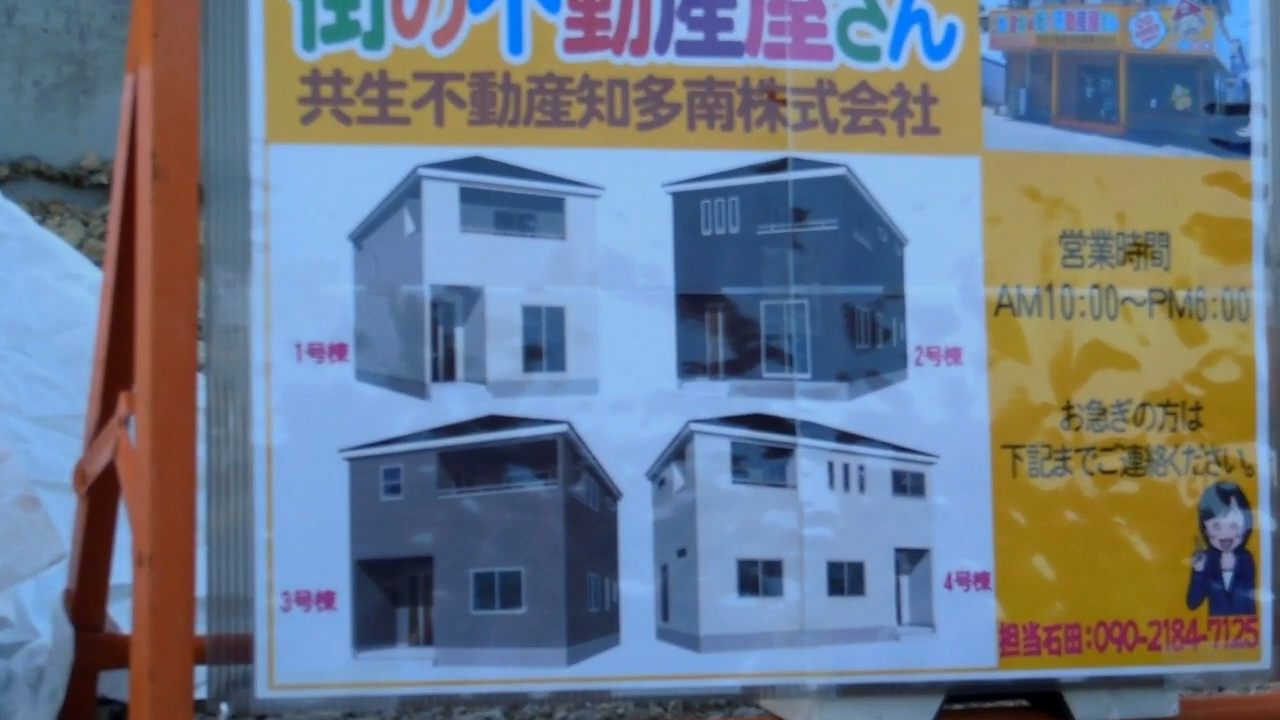 街の不動産屋さん
共生不動産知多南株式会社
1号棟
2号棟
3号棟
4号棟
営業時間
AM10:00〜PM6:00
お急ぎの方は
下記までご連絡ください。
担当石田:090-2184-7125